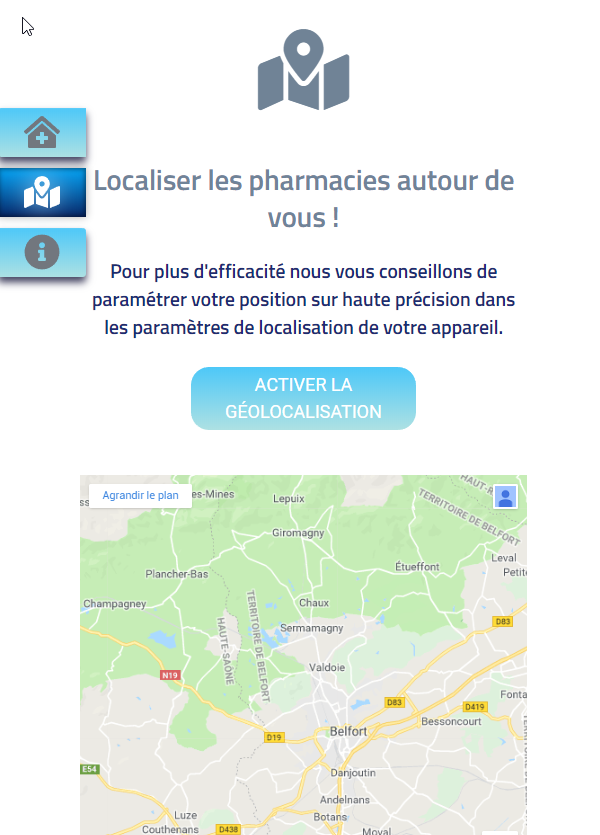 Localiser les pharmacies autour de
vous !
Pour plus d'efficacité nous vous conseillons de
paramétrer votre position sur haute précision dans
les paramètres de localisation de votre appareil.
ACTIVER LA
GÉOLOCALISATION
Agrandir le plan
es-Mines
Lepuix
HAUT-R
TERRITOIRE DE BELFORT
Giromagny
Leval
Étueffont
Petit
Plancher-Bas
Champagney
Chaux
TERRITOIRE DE BELFORT
HAUTE-SAÔNE
D83
Sermamagny
Valdoie
N19
Fonta
D83
D419
Bessoncourt
D19
Belfort
E54
Danjoutin
Andelnans
Luze
Botans
Couthenans
D438
Moval